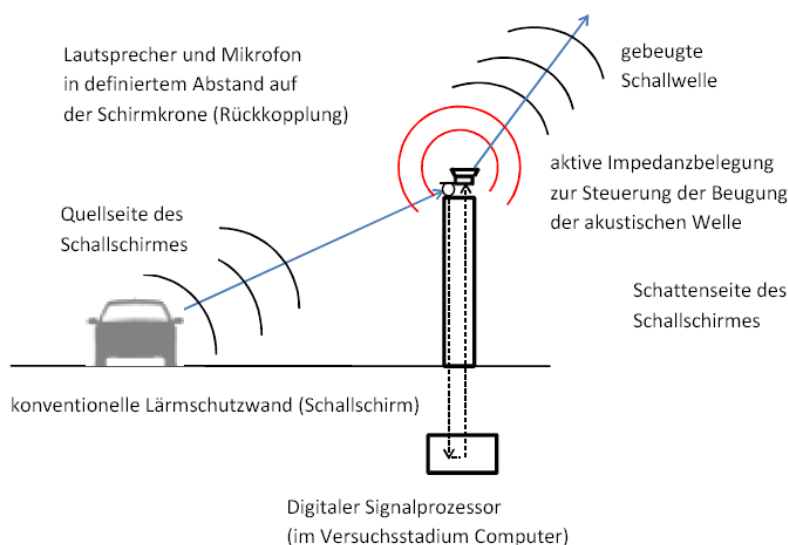 Lautsprecher und Mikrofon
in definiertem Abstand auf
der Schirmkrone (Rückkopplung)
gebeugte
Schallwelle
aktive Impedanzbelegung
zur Steuerung der Beugung
der akustischen Welle
Quellseite des
Schallschirmes
Schattenseite des
Schallschirmes
konventionelle Lärmschutzwand (Schallschirm)
Digitaler Signalprozessor
(im Versuchsstadium Computer)